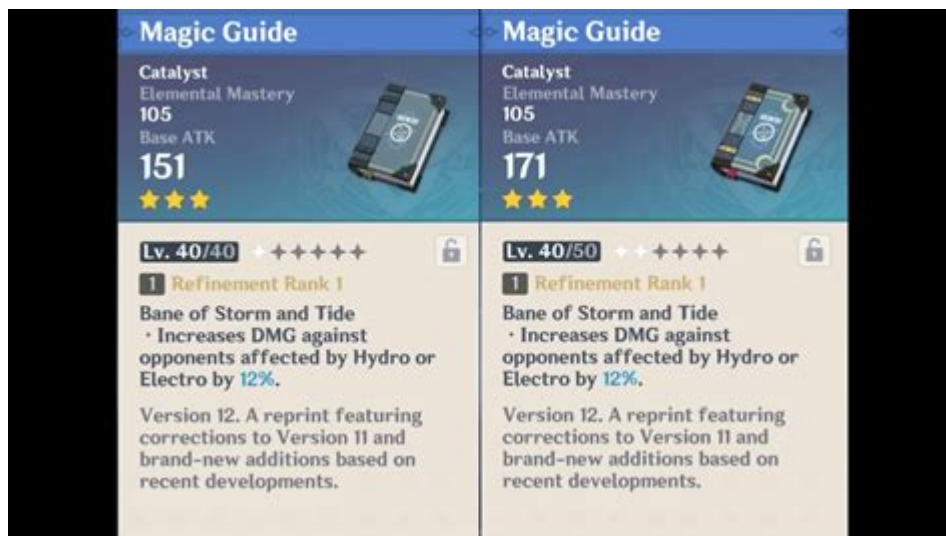 Magic Guide
Catalyst
Elemental Mastery
105
Base ATK
151
Lv. 40/40
1 Refinement Rank 1
Bane of Storm and Tide
· Increases DMG against
opponents affected by Hydro or
Electro by 12%.
Version 12. A reprint featuring
corrections to Version 11 and
brand-new additions based on
recent developments.
Magic Guide
Catalyst
Elemental Mastery
105
Base ATK
171
Lv. 40/50
1 Refinement Rank 1
Bane of Storm and Tide
· Increases DMG against
opponents affected by Hydro or
Electro by 12%.
Version 12. A reprint featuring
corrections to Version 11 and
brand-new additions based on
recent developments.